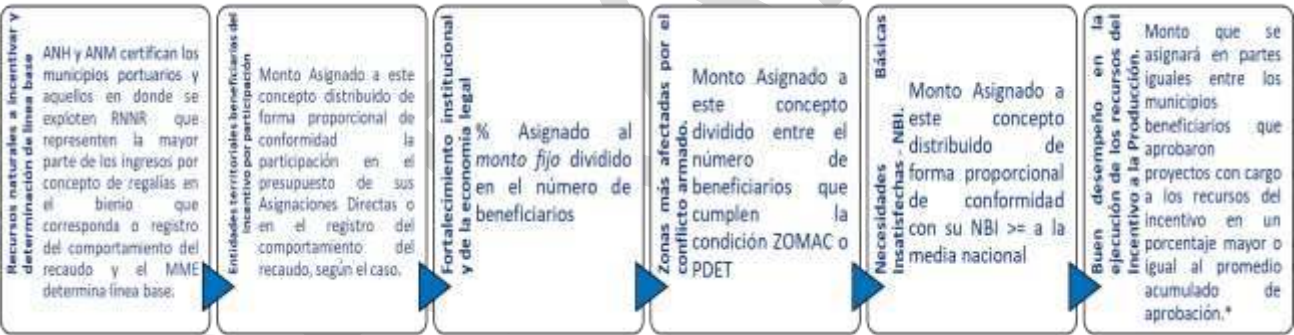 Recursos naturales a incentivar y
determinación de línea base
ANH y ANM certifican los
municipios portuarios y
aquellos en donde se
exploten RNNR que
representen la mayor
parte de los ingresos por
concepto de regalías en
el bienio que
corresponda o registro
del comportamiento del
recaudo y el MME
determina línea base.
Entidades territoriales beneficiarias del
incentivo por participación
Monto Asignado a este
concepto distribuido de
forma proporcional de
conformidad la
participación en el
presupuesto de sus
Asignaciones Directas o
en el registro del
comportamiento del
recaudo, según el caso.
Fortalecimiento institucional
y de la economía legal
% Asignado al
monto fijo dividido
en el número de
beneficiarios
Zonas más afectadas por el
conflicto armado.
Monto Asignado a
este concepto
dividido entre el
número de
beneficiarios que
cumplen la
condición ZOMAC o
PDET
Necesidades Básicas
Insatisfechas NBI.
Monto Asignado a
este concepto
distribuido de
forma proporcional
de conformidad
con su NBI >= a la
media nacional
Buen desempeño en la
ejecución de los recursos del
Incentivo a la Producción.
Monto que se
asignará en partes
iguales entre los
municipios
beneficiarios que
aprobaron
proyectos con cargo
a los recursos del
incentivo en un
porcentaje mayor o
igual al promedio
acumulado de
aprobación.*